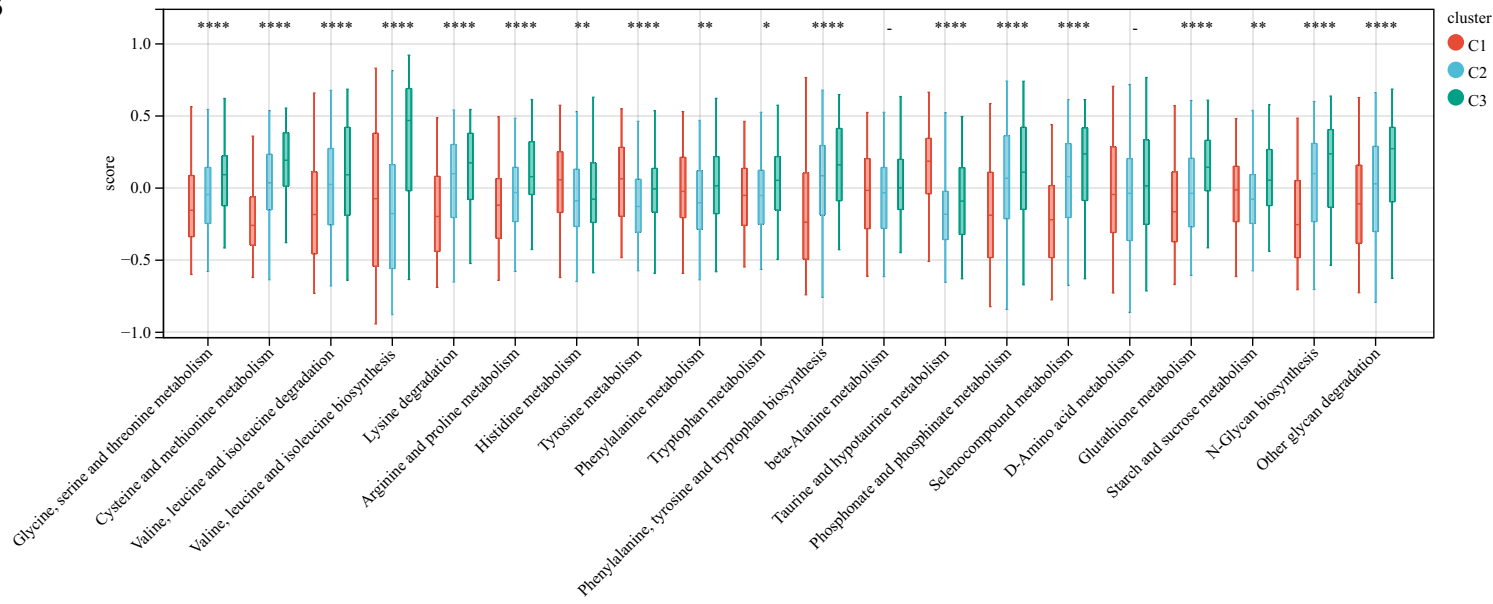 **** **** **** **** **** **** ** **** ** * **** - **** **** **** - **** ** **** ****
cluster
C1
C2
C3
score
1.0
0.5
0.0
−0.5
−1.0
Glycine, serine and threonine metabolism
Cysteine and methionine metabolism
Valine, leucine and isoleucine degradation
Valine, leucine and isoleucine biosynthesis
Lysine degradation
Arginine and proline metabolism
Histidine metabolism
Tyrosine metabolism
Phenylalanine metabolism
Tryptophan metabolism
Phenylalanine, tyrosine and tryptophan biosynthesis
beta-Alanine metabolism
Taurine and hypotaurine metabolism
Phosphonate and phosphinate metabolism
Selenocompound metabolism
D-Amino acid metabolism
Glutathione metabolism
Starch and sucrose metabolism
N-Glycan biosynthesis
Other glycan degradation